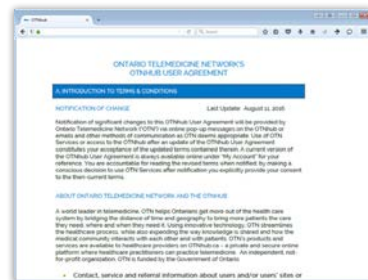 OTNhub
Search
ONTARIO TELEMEDICINE NETWORK'S
OTNHUB USER AGREEMENT
A. INTRODUCTION TO TERMS & CONDITIONS
NOTIFICATION OF CHANGE Last Update: August 11, 2016
Notification of significant changes to this OTNhub User Agreement will be provided by
Ontario Telemedicine Network ("OTN") via online pop-up messages on the OTNhub or
emails and other methods of communication as OTN deems appropriate. Use of OTN
Services or access to the OTNhub after an update of the OTNhub User Agreement
constitutes your acceptance of the updated terms contained therein. A current version of
the OTNhub User Agreement is always available online under "My Account" for your
reference. You are accountable for reading the revised terms when notified; by making a
conscious decision to use OTN Services after notification you explicitly provide your consent
to the then-current terms.
ABOUT ONTARIO TELEMEDICINE NETWORK AND THE OTNHUB
A world leader in telemedicine, OTN helps Ontarians get more out of the health care
system by bridging the distance of time and geography to bring more patients the care
they need, where and when they need it. Using innovative technology, OTN streamlines
the healthcare process, while also expanding the way knowledge is shared and how the
medical community interacts with each other and with patients. OTN's products and
services are available to healthcare providers on OTNhub.ca – a private and secure online
platform where healthcare practitioners can practice telemedicine. An independent, not-
for-profit organization, OTN is funded by the Government of Ontario.
• Contact, service and referral information about users and/or users' sites or